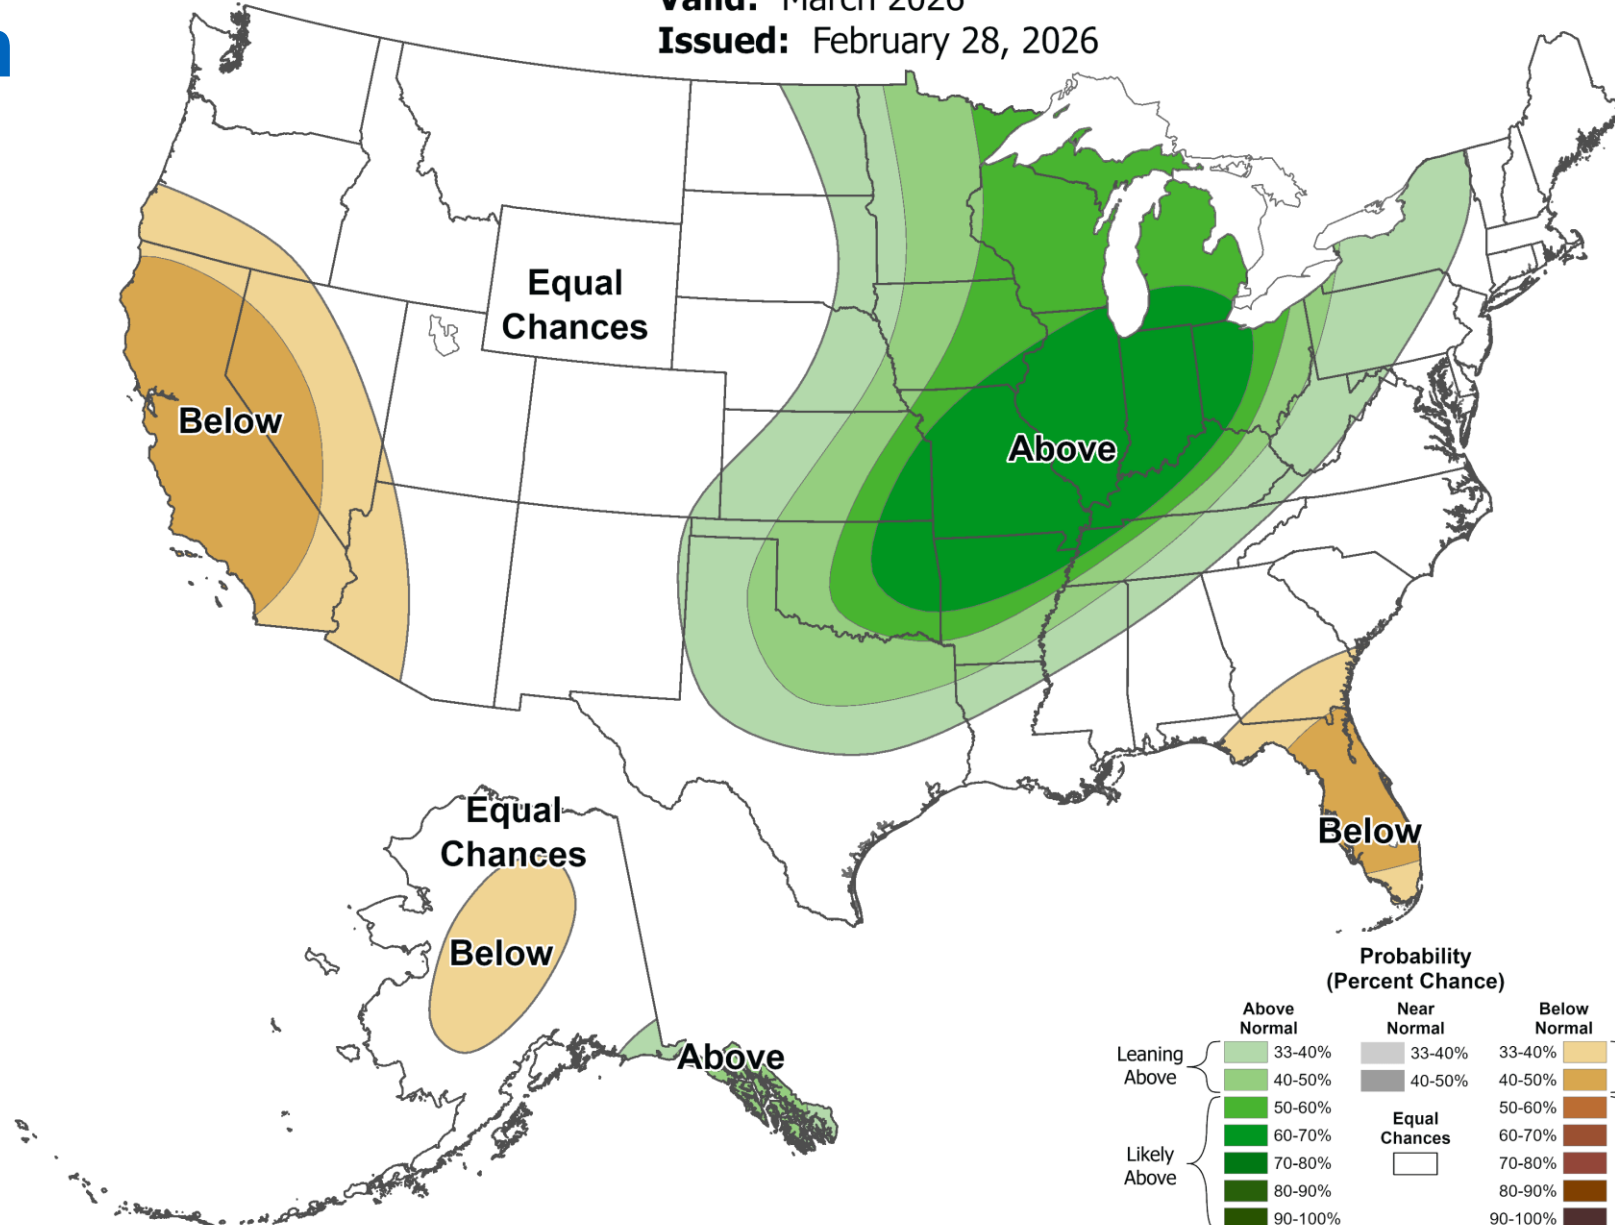 Valid: March 2026
Issued: February 28, 2026
Equal
Chances
Below
Above
Below
Equal
Chances
Below
Above
Probability
(Percent Chance)
Above
Normal
Near
Normal
Below
Normal
Leaning
Above
33-40%
33-40%
33-40%
40-50%
40-50%
40-50%
Likely
Above
50-60%
50-60%
Equal
Chances
60-70%
60-70%
70-80%
70-80%
80-90%
80-90%
90-100%
90-100%